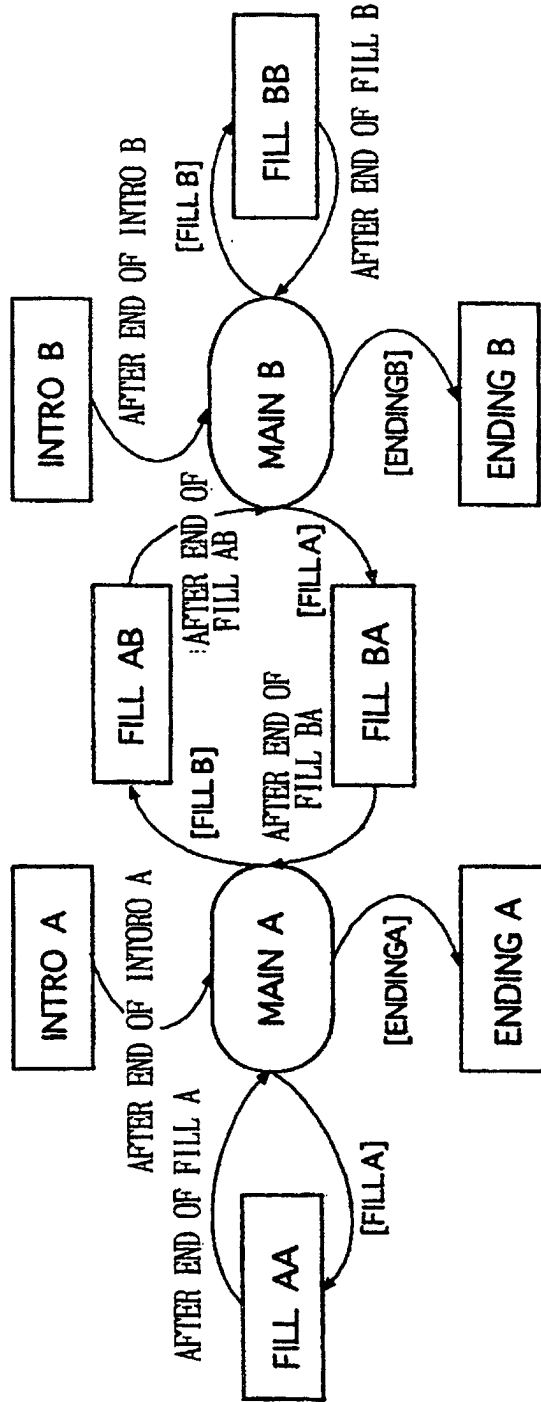 INTRO A
INTRO B
AFTER END OF INTORO A
AFTER END OF INTRO B
AFTER END OF FILL A
[FILL B]
FILL AB
AFTER END OF
FILL AB
[FILL B]
FILL AA
MAIN A
MAIN B
FILL BB
[FILL A]
AFTER END OF
FILL BA
FILL BA
[FILL A]
AFTER END OF FILL B
[ENDINGA]
[ENDINGB]
ENDING A
ENDING B